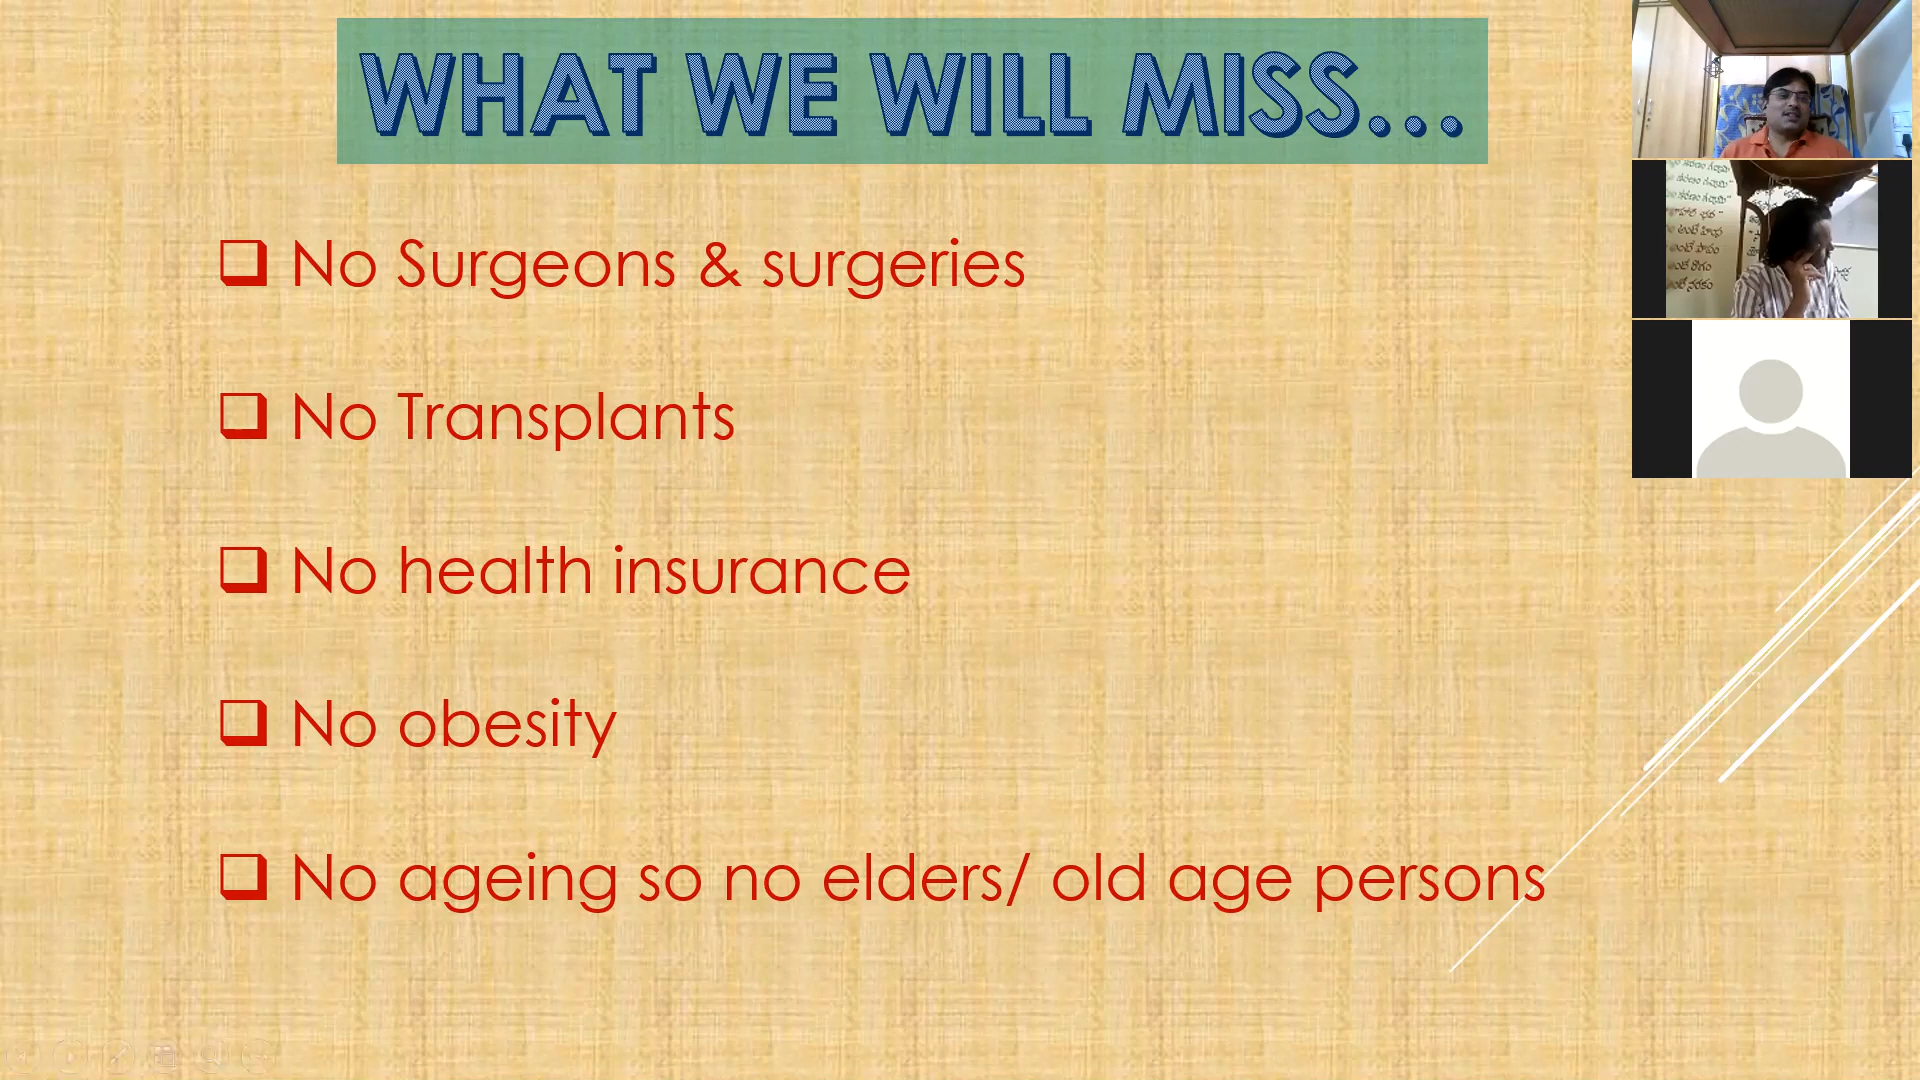 WHAT WE WILL MISS...
No Surgeons & surgeries
No Transplants
No health insurance
No obesity
No ageing so no elders/ old age persons